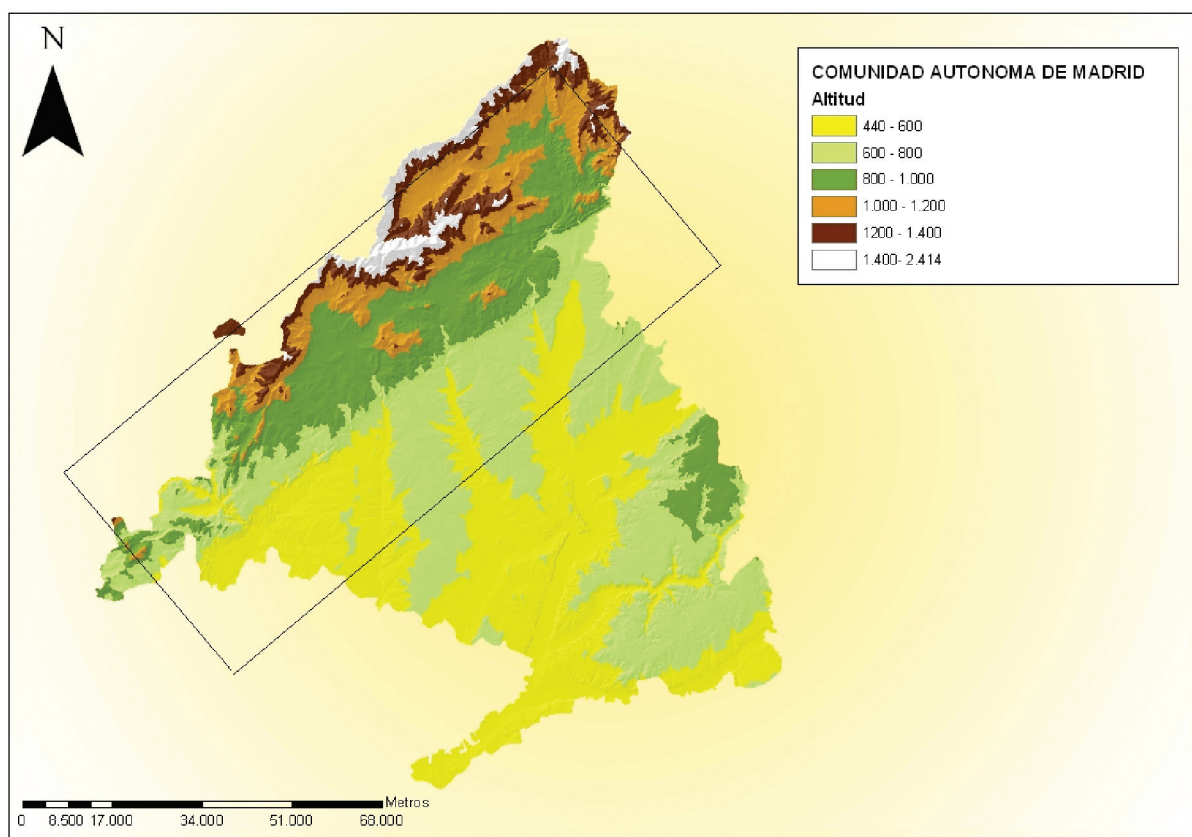 N
COMUNIDAD AUTONOMA DE MADRID
Altitud
440 - 600
600 - 800
800 - 1.000
1.000 - 1.200
1200 - 1.400
1.400- 2.414
Metros
0 8.500 17.000 34.000 51.000 68.000